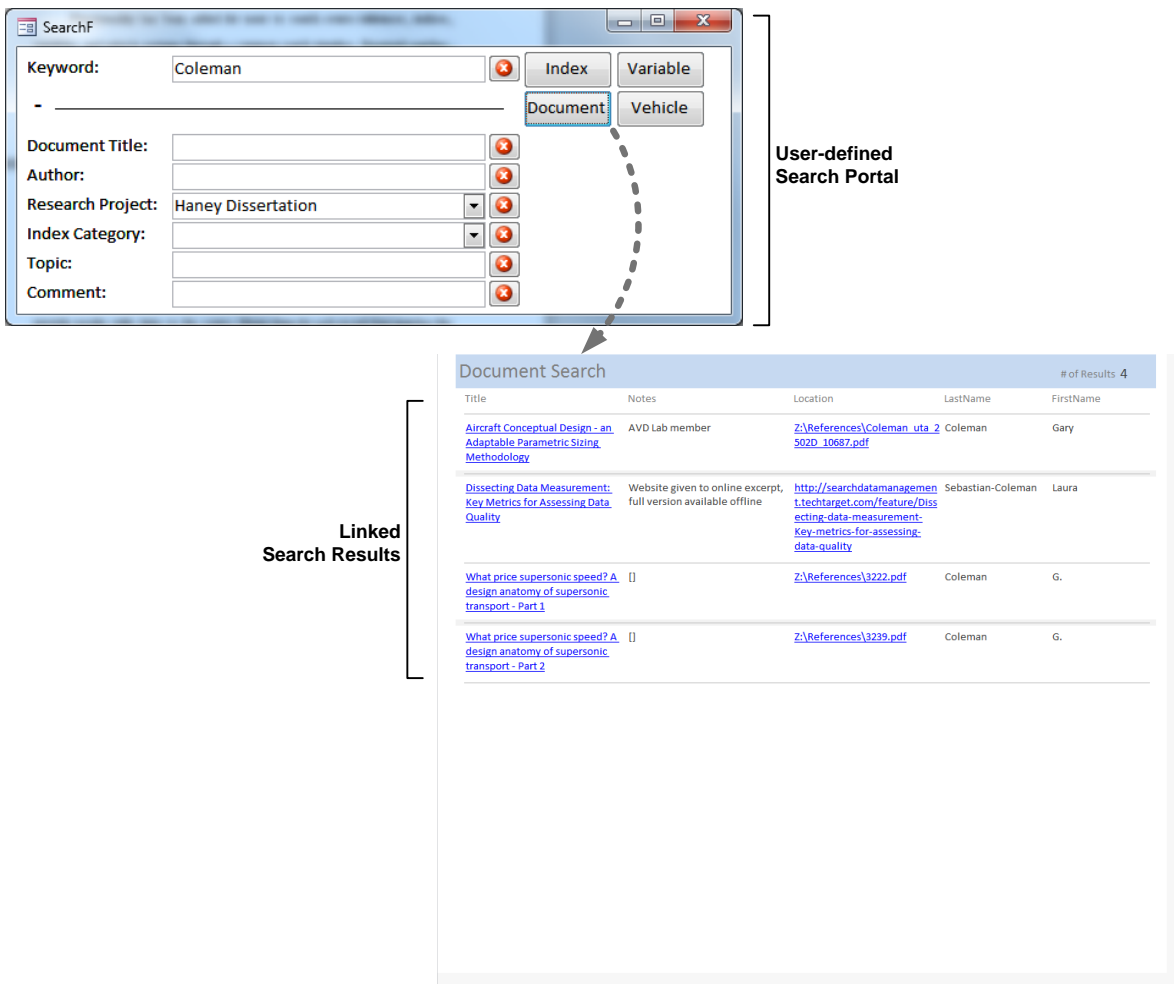 SearchF
Keyword: Coleman Index Variable
- Document Vehicle
Document Title:
Author:
Research Project: Haney Dissertation
Index Category:
Topic:
Comment:
User-defined
Search Portal
Document Search # of Results 4
Title Notes Location LastName FirstName
Aircraft Conceptual Design - an AVD Lab member Z:\References\Coleman_uta_2 Coleman Gary
Adaptable Parametric Sizing 502D_10687.pdf
Methodology
Dissecting Data Measurement: Website given to online excerpt, http://searchdatamanagemen Sebastian-Coleman Laura
Key Metrics for Assessing Data full version available offline t.techtarget.com/feature/Diss
Quality ecting-data-measurement-
Key-metrics-for-assessing-
data-quality
Linked
Search Results
What price supersonic speed? A [] Z:\References\3222.pdf Coleman G.
design anatomy of supersonic
transport - Part 1
What price supersonic speed? A [] Z:\References\3239.pdf Coleman G.
design anatomy of supersonic
transport - Part 2